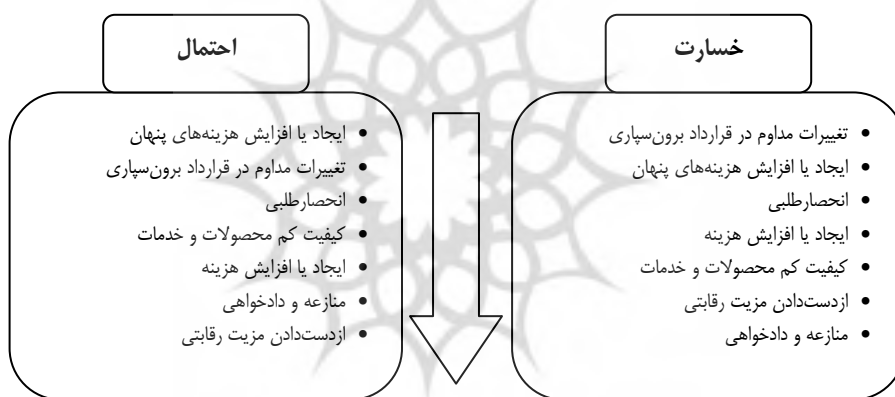 خسارت
• تغییرات مداوم در قرارداد برون‌سپاری
• ایجاد یا افزایش هزینه‌های پنهان
• انحصارطلبی
• ایجاد یا افزایش هزینه
• کیفیت کم محصولات و خدمات
• ازدست‌دادن مزیت رقابتی
• منازعه و دادخواهی
احتمال
• ایجاد یا افزایش هزینه‌های پنهان
• تغییرات مداوم در قرارداد برون‌سپاری
• انحصارطلبی
• کیفیت کم محصولات و خدمات
• ایجاد یا افزایش هزینه
• منازعه و دادخواهی
• ازدست‌دادن مزیت رقابتی